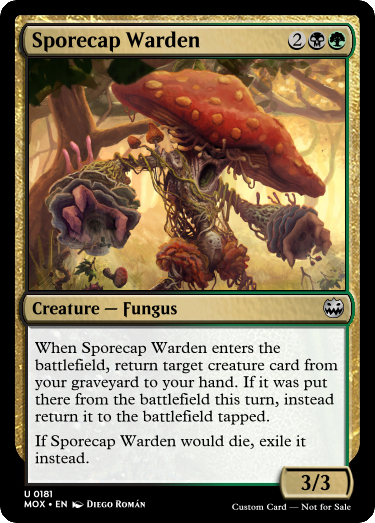 Sporecap Warden 2
Creature — Fungus
When Sporecap Warden enters the
battlefield, return target creature card from
your graveyard to your hand. If it was put
there from the battlefield this turn, instead
return it to the battlefield tapped.
If Sporecap Warden would die, exile it
instead.
3/3
U 0181
MOX • EN Diego Román
Custom Card — Not for Sale